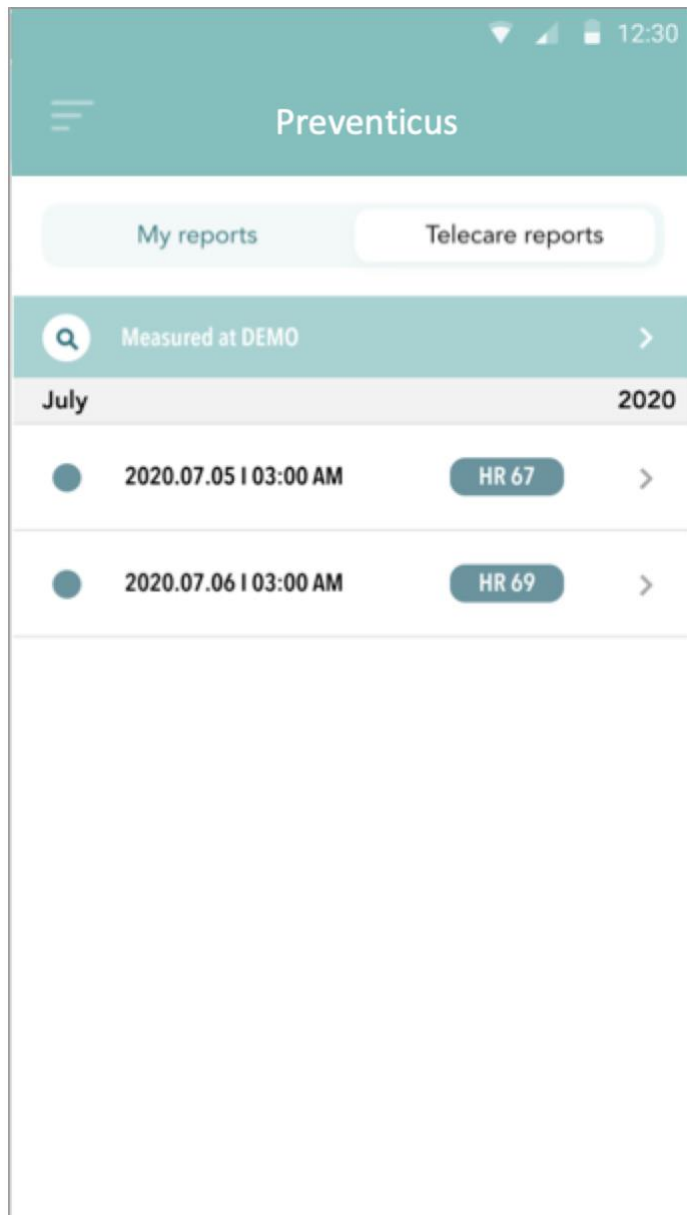 12:30
Preventicus
My reports Telecare reports
Measured at DEMO
July 2020
2020.07.05 I 03:00 AM HR 67
2020.07.06 I 03:00 AM HR 69